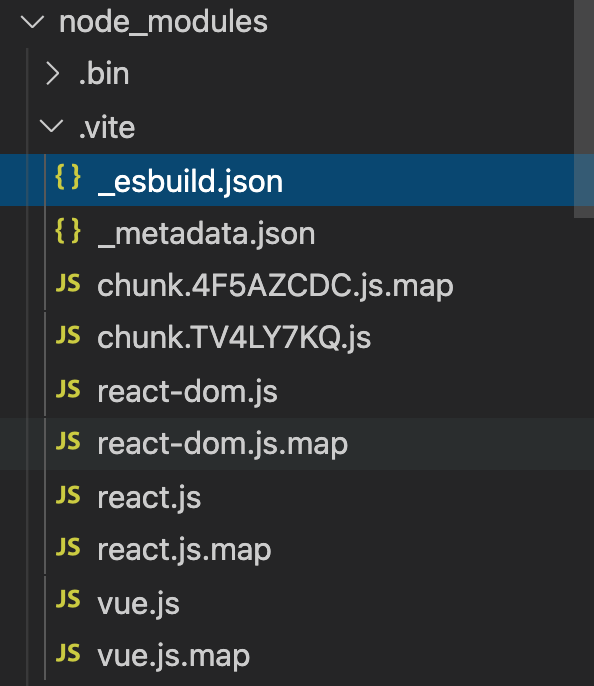 node_modules
.bin
.vite
{} _esbuild.json
{} _metadata.json
JS chunk.4F5AZCDC.js.map
JS chunk.TV4LY7KQ.js
JS react-dom.js
JS react-dom.js.map
JS react.js
JS react.js.map
JS vue.js
JS vue.js.map